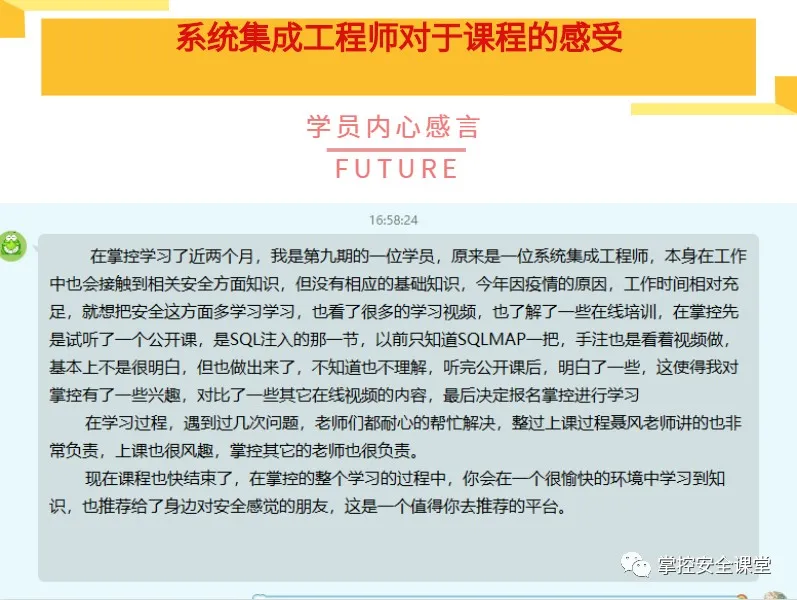 系统集成工程师对于课程的感受
学员内心感言
FUTURE
16:58:24
在掌控学习了近两个月，我是第九期的一位学员，原来是一位系统集成工程师，本身在工作
中也会接触到相关安全方面知识，但没有相应的基础知识，今年因疫情的原因，工作时间相对充
足，就想把安全这方面多学习学习，也看了很多的学习视频，也了解了一些在线培训，在掌控先
是试听了一个公开课，是SQL注入的那一节，以前只知道SQLMAP一把，手注也是看着视频做，
基本上不是很明白，但也做出来了，不知道也不理解，听完公开课后，明白了一些，这使得我对
掌控有了一些兴趣，对比了一些其它在线视频的内容，最后决定报名掌控进行学习
在学习过程，遇到过几次问题，老师们都耐心的帮忙解决，整过上课过程聂风老师讲的也非
常负责，上课也很风趣，掌控其它的老师也很负责。
现在课程也快结束了，在掌控的整个学习的过程中，你会在一个很愉快的环境中学习到知
识，也推荐给了身边对安全感觉的朋友，这是一个值得你去推荐的平台。
掌控安全课堂